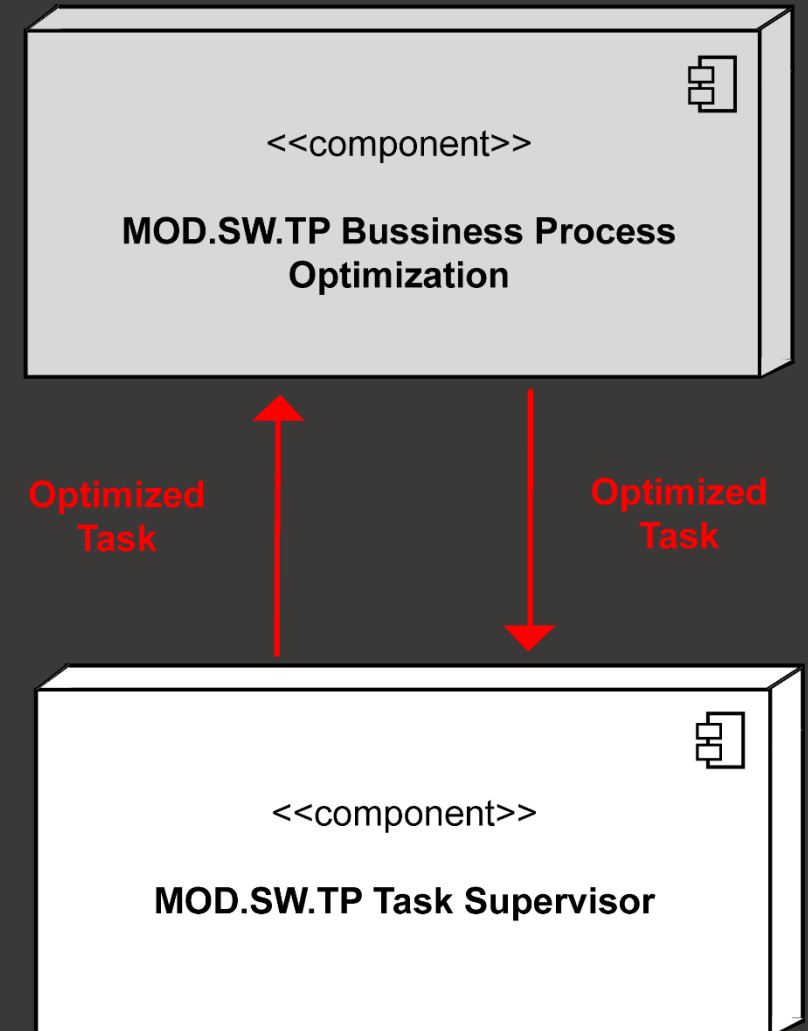 <<component>>
MOD.SW.TP Bussiness Process
Optimization
Optimized
Task
Optimized
Task
<<component>>
MOD.SW.TP Task Supervisor